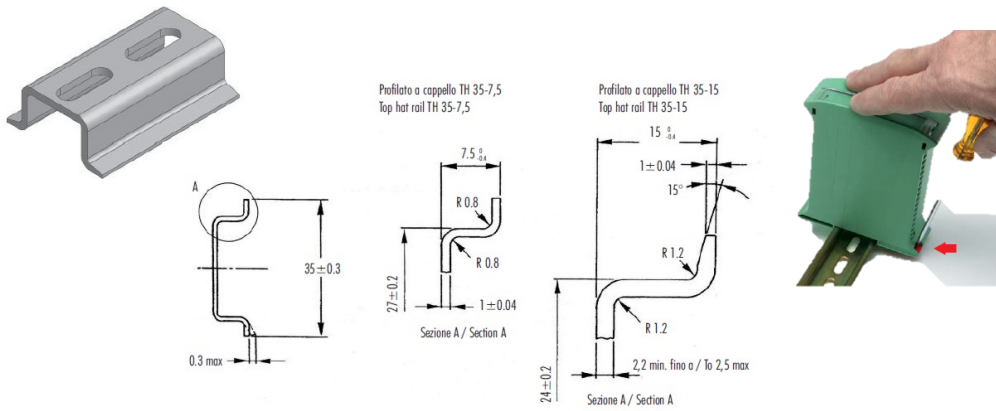 Profilato a cappello TH 35-7,5
Top hat rail TH 35-7,5
Profilato a cappello TH 35-15
Top hat rail TH 35-15
A
35±0.3
0.3 max
7.5 0 -0.4
R 0.8
R 0.8
27±0.2
1±0.04
Sezione A / Section A
15 0 -0.4
1±0.04
15°
R 1.2
R 1.2
24±0.2
2,2 min. fino a / To 2,5 max
Sezione A / Section A